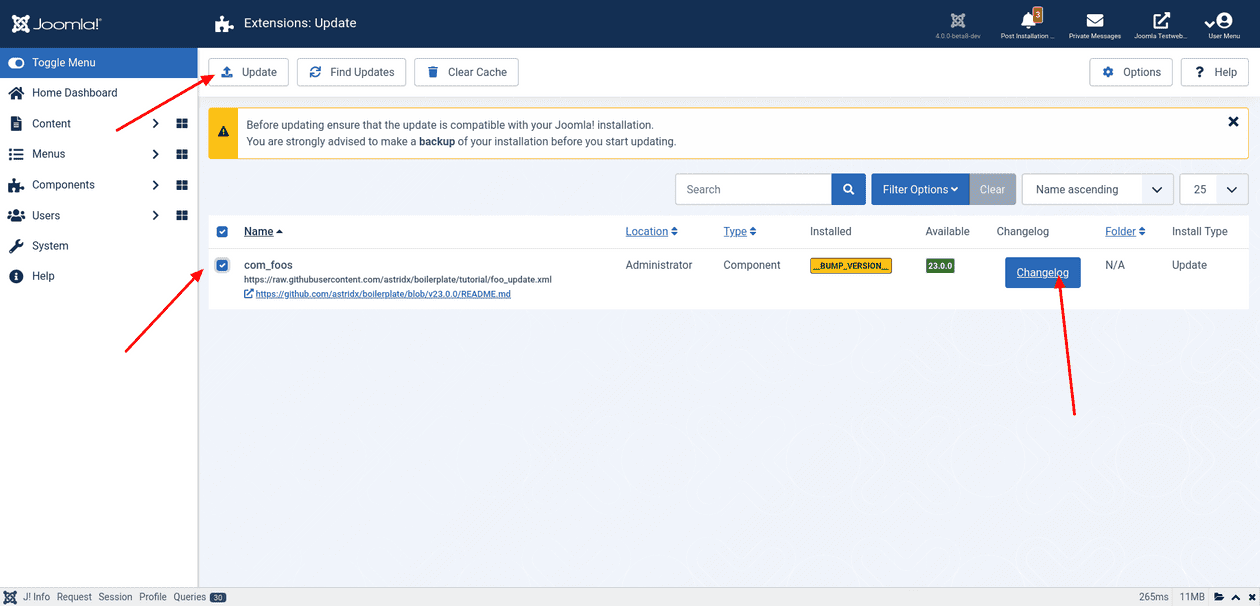 Joomla!
Extensions: Update
4.0.0-beta8-dev
3
Post Installation ...
Private Messages
Joomla Testweb...
User Menu
Toggle Menu
Home Dashboard
Content
Menus
Components
Users
System
Help
Update
Find Updates
Clear Cache
Options
? Help
Before updating ensure that the update is compatible with your Joomla! installation.
You are strongly advised to make a backup of your installation before you start updating.
Search
Filter Options
Clear
Name ascending
25
Name
Location
Type
Installed
Available
Changelog
Folder
Install Type
com_foos
https://raw.githubusercontent.com/astridx/boilerplate/tutorial/foo_update.xml
https://github.com/astridx/boilerplate/blob/v23.0.0/README.md
Administrator
Component
__BUMP_VERSION__
23.0.0
Changelog
N/A
Update
J! Info
Request
Session
Profile
Queries 30
265ms
11MB